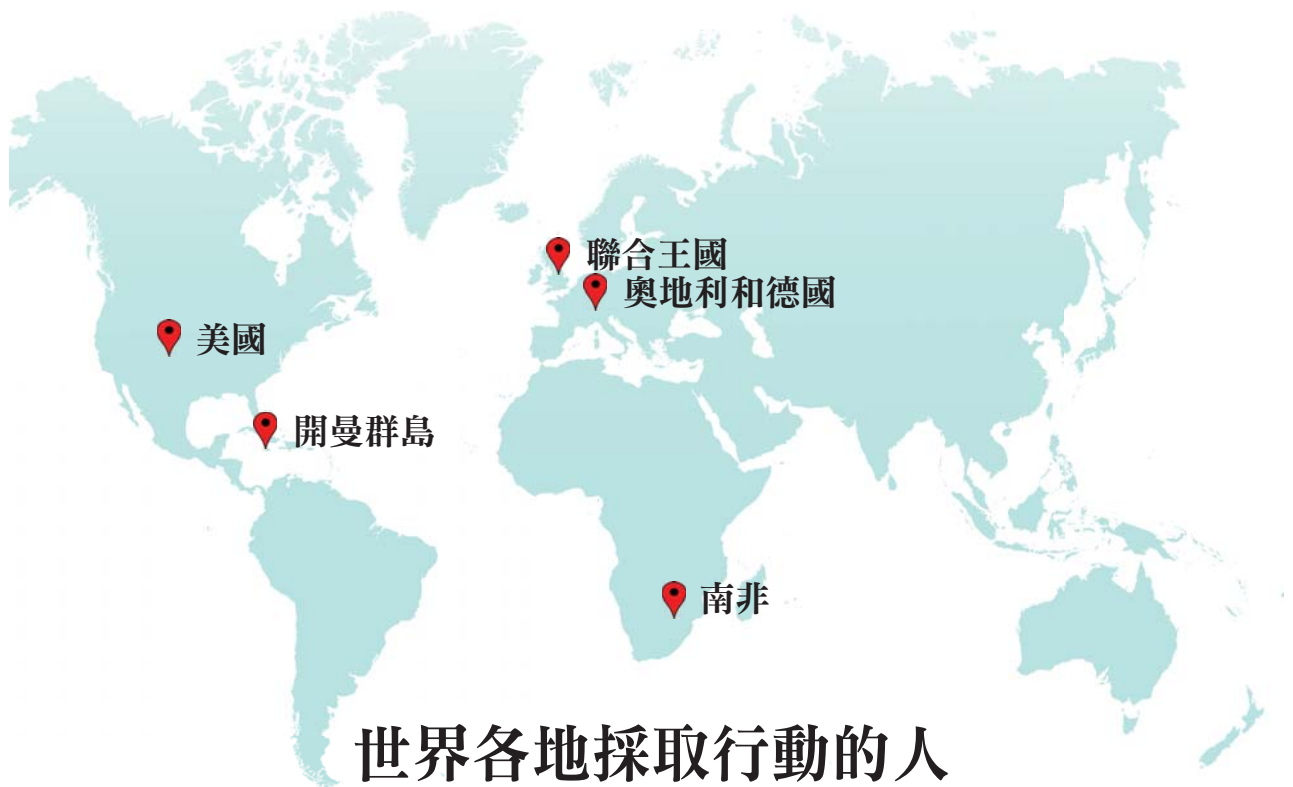 聯合王國
奧地利和德國
美國
開曼群島
南非
世界各地採取行動的人